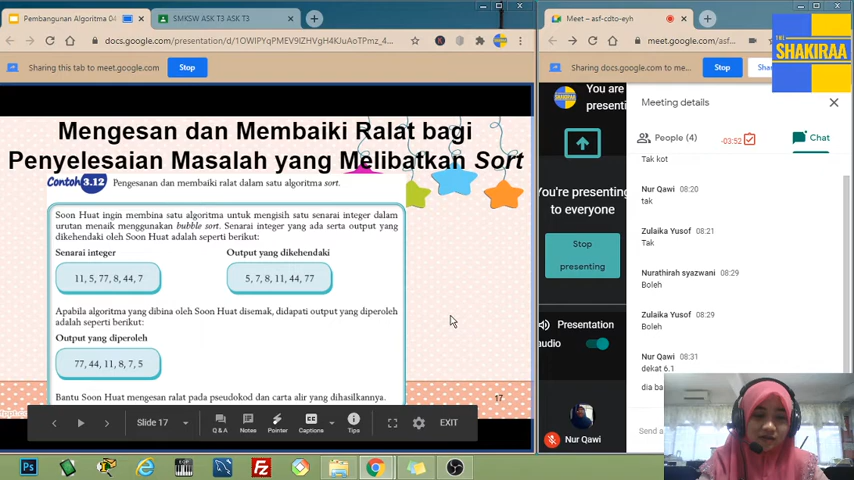 Pembangunan Algoritma 04
SMKSW ASK T3 ASK T3
docs.google.com/presentation/d/1OWIPYqPMEV9IZHVgH4KJuAoTPmz_4...
Sharing this tab to meet.google.com
Stop
Mengesan dan Membaiki Ralat bagi
Penyelesaian Masalah yang Melibatkan Sort
Contoh 3.12 Pengesanan dan membaiki ralat dalam satu algoritma sort.
Soon Huat ingin membina satu algoritma untuk mengisih satu senarai integer dalam
urutan menaik menggunakan bubble sort. Senarai integer yang ada serta output yang
dikehendaki oleh Soon Huat adalah seperti berikut:
Senarai integer
Output yang dikehendaki
11, 5, 77, 8, 44, 7
5, 7, 8, 11, 44, 77
Apabila algoritma yang dibina oleh Soon Huat disemak, didapati output yang diperoleh
adalah seperti berikut:
Output yang diperoleh
77, 44, 11, 8, 7, 5
Bantu Soon Huat mengesan ralat pada pseudokod dan carta alir yang dihasilkannya.
17
Slide 17
Q & A
Notes
Pointer
Captions
Tips
EXIT
Meet – asf-cdto-eyh
meet.google.com/asf...
THE
SHAKIRAA
Sharing docs.google.com to me...
Stop
You are
presenti
You're presenting
to everyone
Stop
presenting
Presentation
audio
Nur Qawi
Meeting details
People (4)
-03:52
Chat
Tak kot
Nur Qawi 08:20
tak
Zulaika Yusof 08:21
Tak
Nurathirah syazwani 08:29
Boleh
Zulaika Yusof 08:29
Boleh
Nur Qawi 08:31
dekat 6.1
dia ba
Send a
Ps